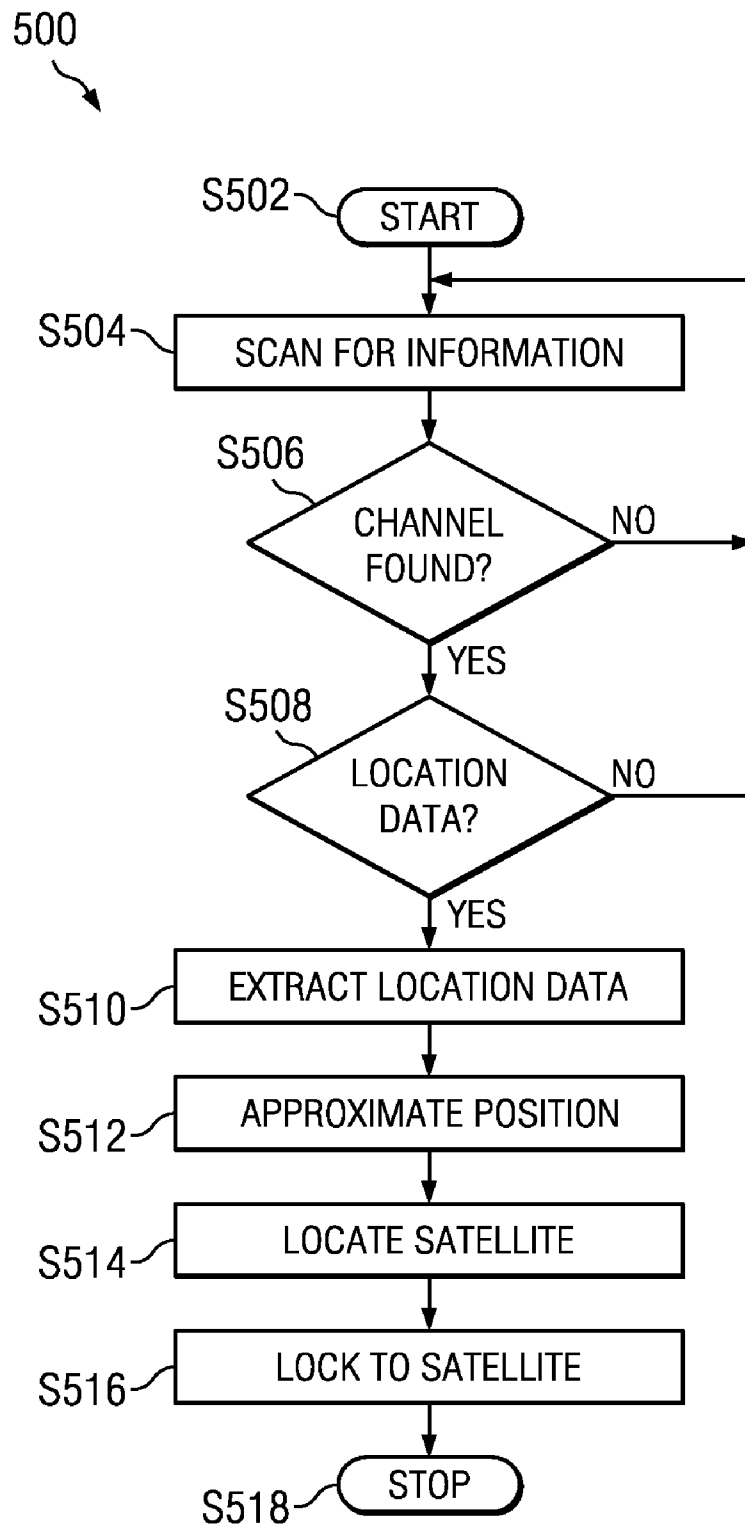 500
S502
START
S504
SCAN FOR INFORMATION
S506
CHANNEL
FOUND?
NO
YES
S508
LOCATION
DATA?
NO
YES
S510
EXTRACT LOCATION DATA
S512
APPROXIMATE POSITION
S514
LOCATE SATELLITE
S516
LOCK TO SATELLITE
S518
STOP